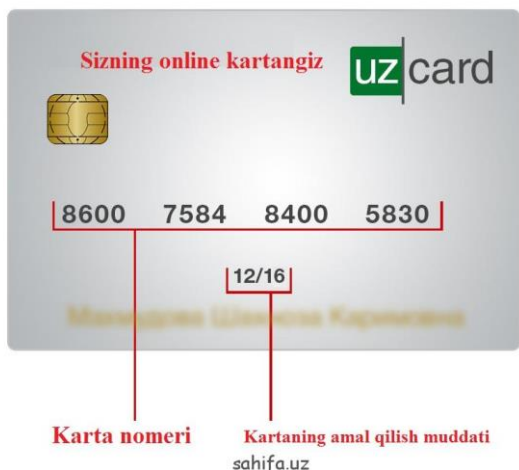 Sizning online kartangiz
uz card
8600 7584 8400 5830
12/16
Karta nomeri
Kartaning amal qilish muddati
sahifa.uz